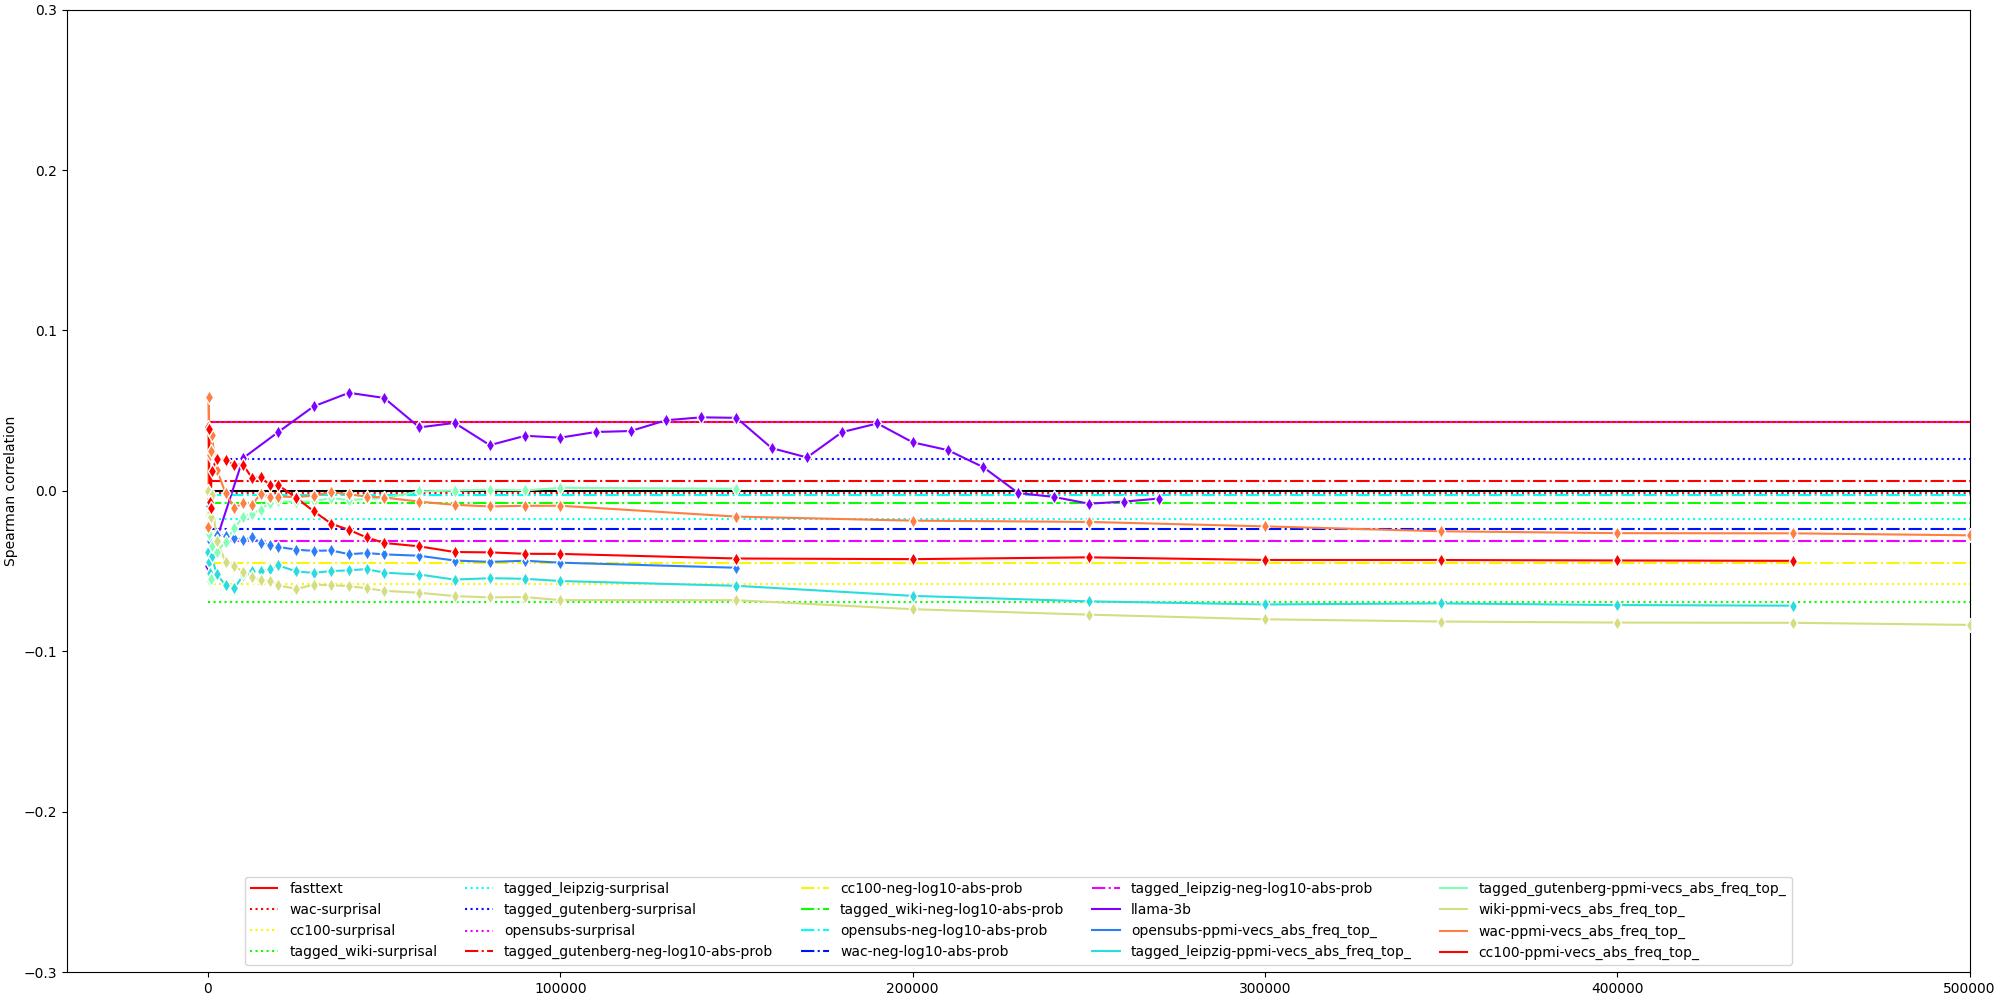 0.3
0.2
0.1
0.0
−0.1
−0.2
−0.3
Spearman correlation
fasttext
wac-surprisal
cc100-surprisal
tagged_wiki-surprisal
tagged_leipzig-surprisal
tagged_gutenberg-surprisal
opensubs-surprisal
tagged_gutenberg-neg-log10-abs-prob
cc100-neg-log10-abs-prob
tagged_wiki-neg-log10-abs-prob
opensubs-neg-log10-abs-prob
wac-neg-log10-abs-prob
tagged_leipzig-neg-log10-abs-prob
llama-3b
opensubs-ppmi-vecs_abs_freq_top_
tagged_leipzig-ppmi-vecs_abs_freq_top_
tagged_gutenberg-ppmi-vecs_abs_freq_top_
wiki-ppmi-vecs_abs_freq_top_
wac-ppmi-vecs_abs_freq_top_
cc100-ppmi-vecs_abs_freq_top_
0
100000
200000
300000
400000
500000